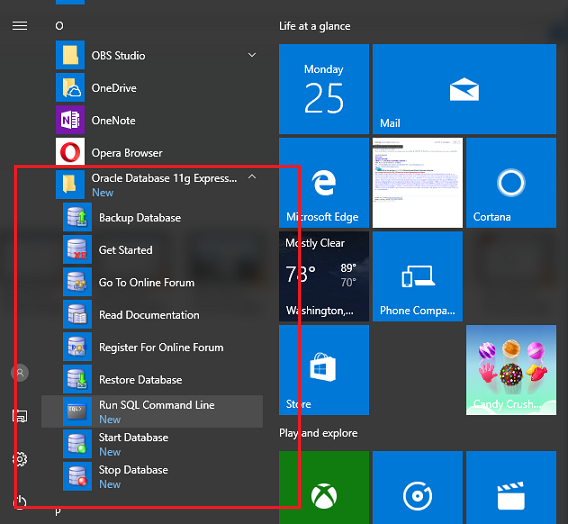 O
OBS Studio
OneDrive
OneNote
Opera Browser
Oracle Database 11g Express...
New
Backup Database
Get Started
Go To Online Forum
Read Documentation
Register For Online Forum
Restore Database
Run SQL Command Line
New
Start Database
New
Stop Database
New
P
Life at a glance
Monday
25
Mail
Microsoft Edge
Cortana
Mostly Clear
78°
89°
70°
Washington,...
Phone Compa...
Store
Candy Crush...
Play and explore